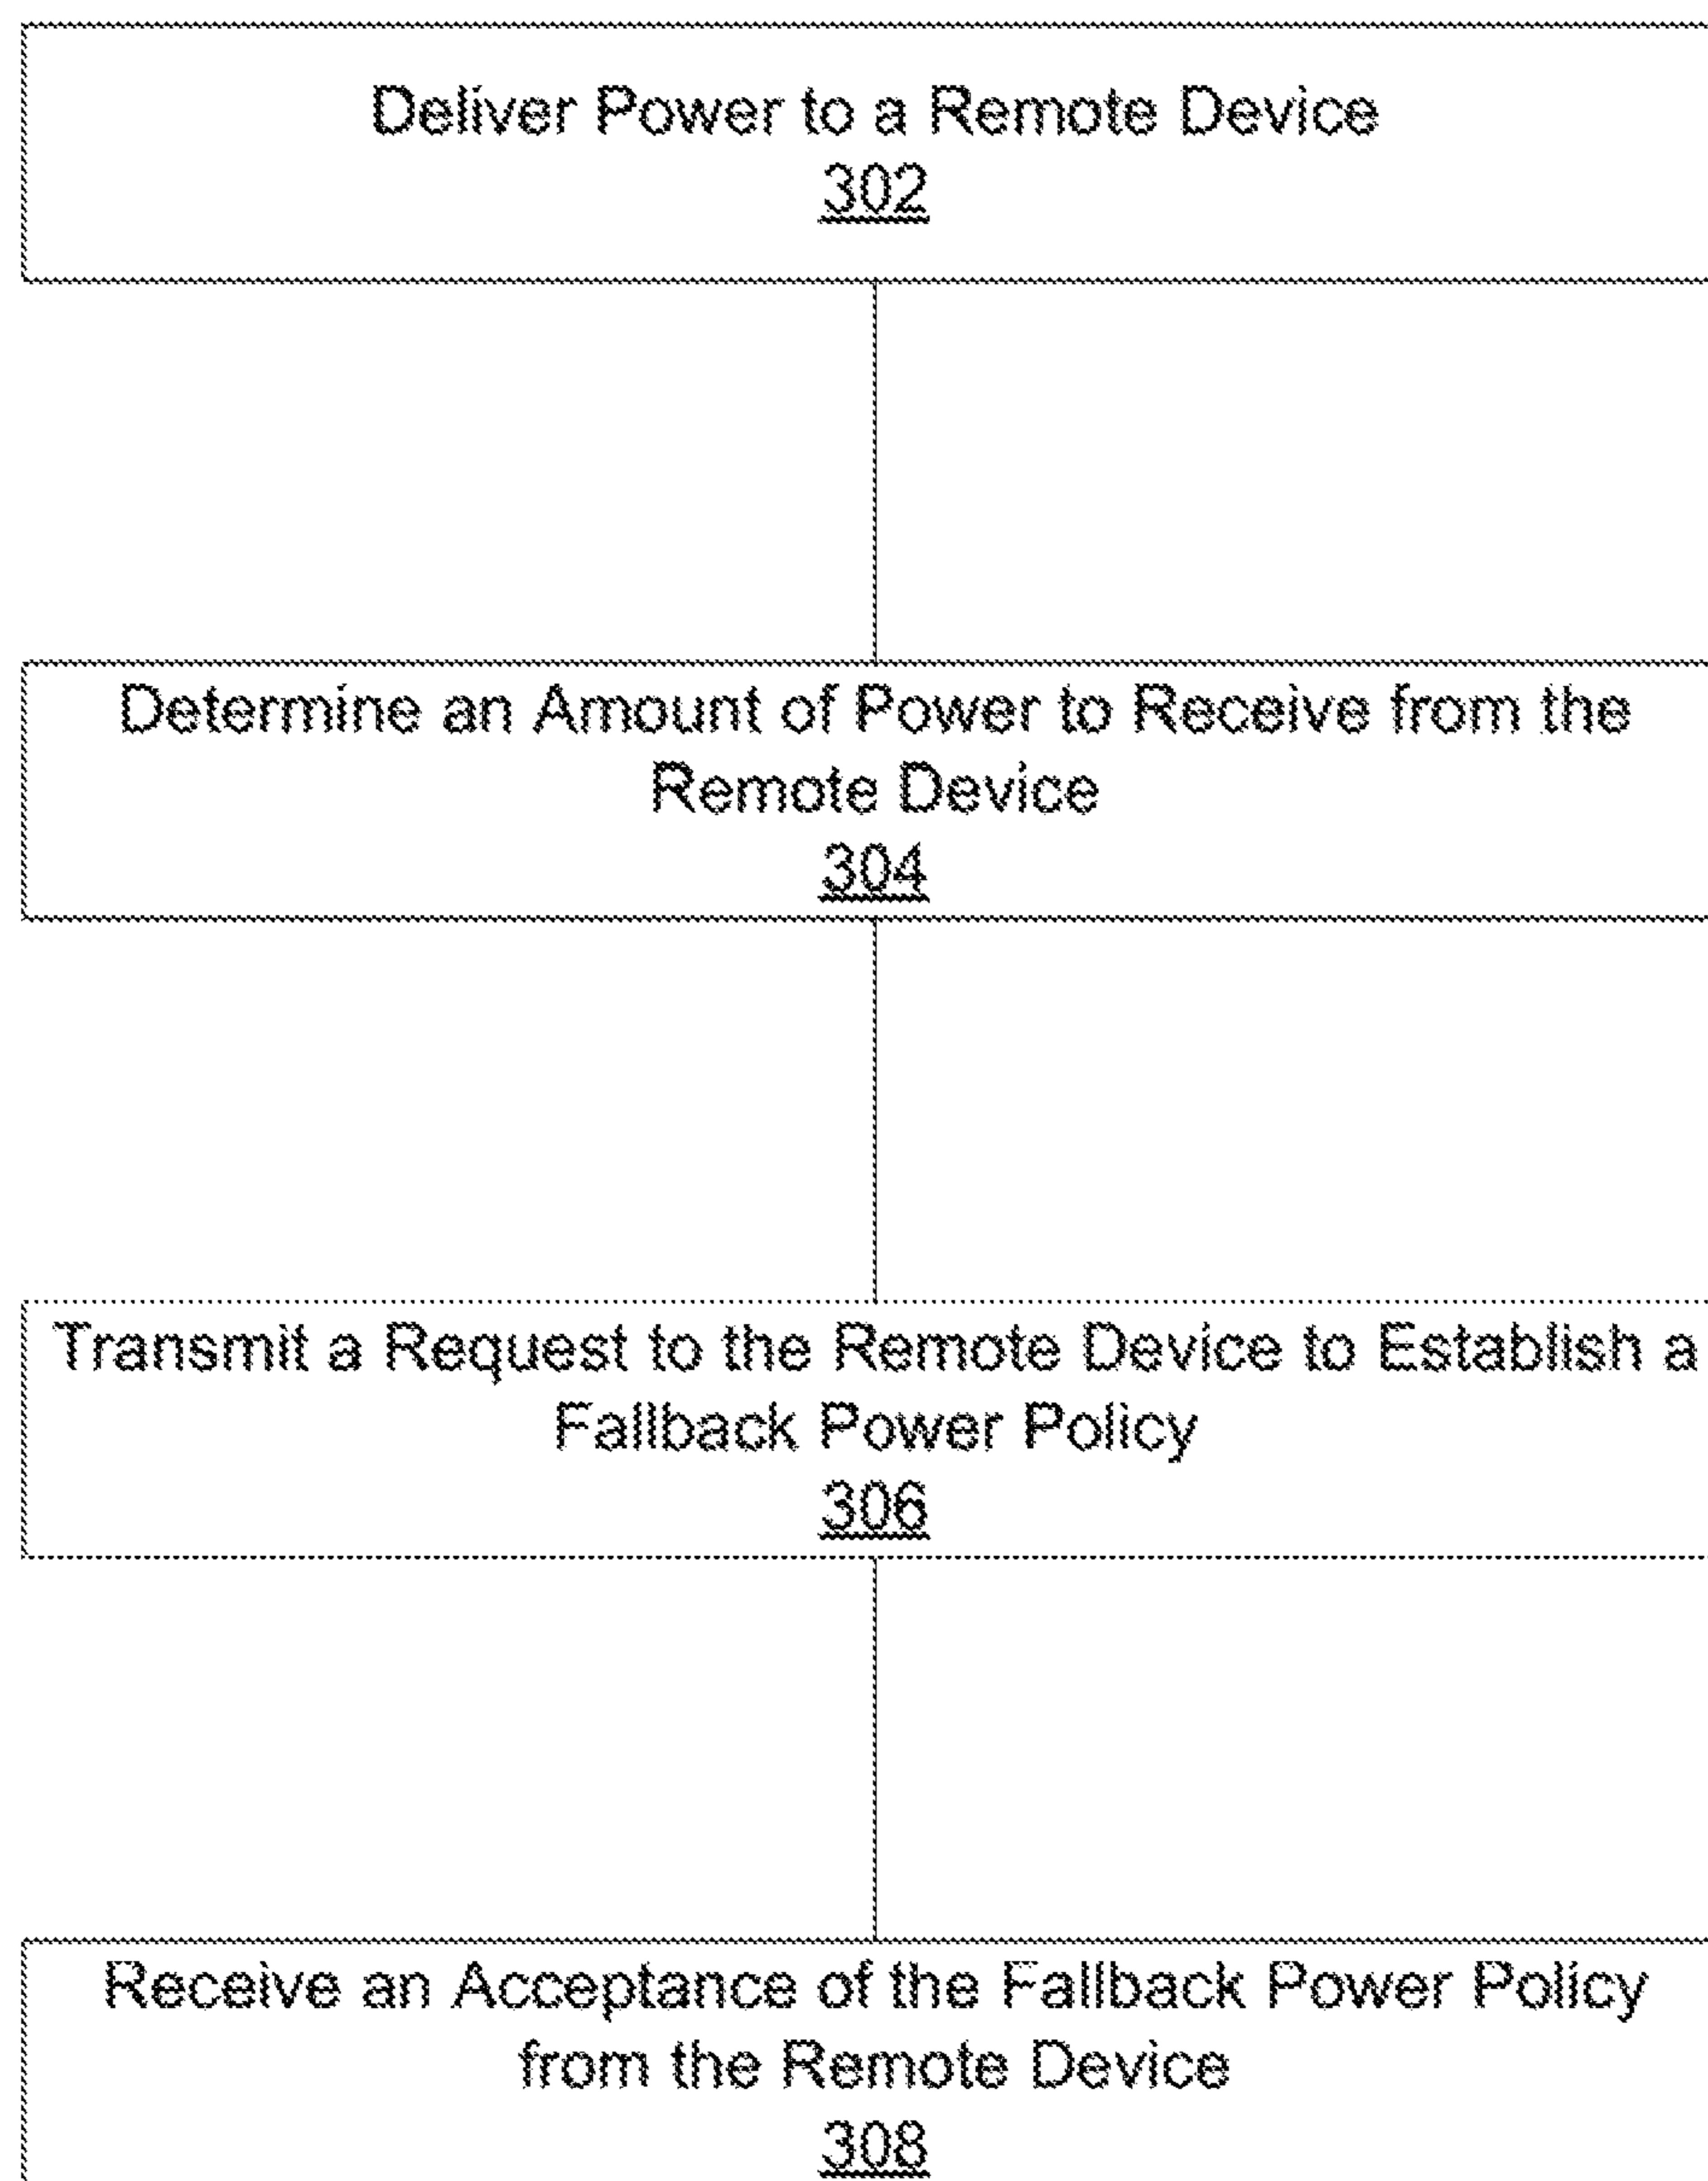 Deliver Power to a Remote Device
302
Determine an Amount of Power to Receive from the
Remote Device
304
Transmit a Request to the Remote Device to Establish a
Fallback Power Policy
306
Receive an Acceptance of the Fallback Power Policy
from the Remote Device
308